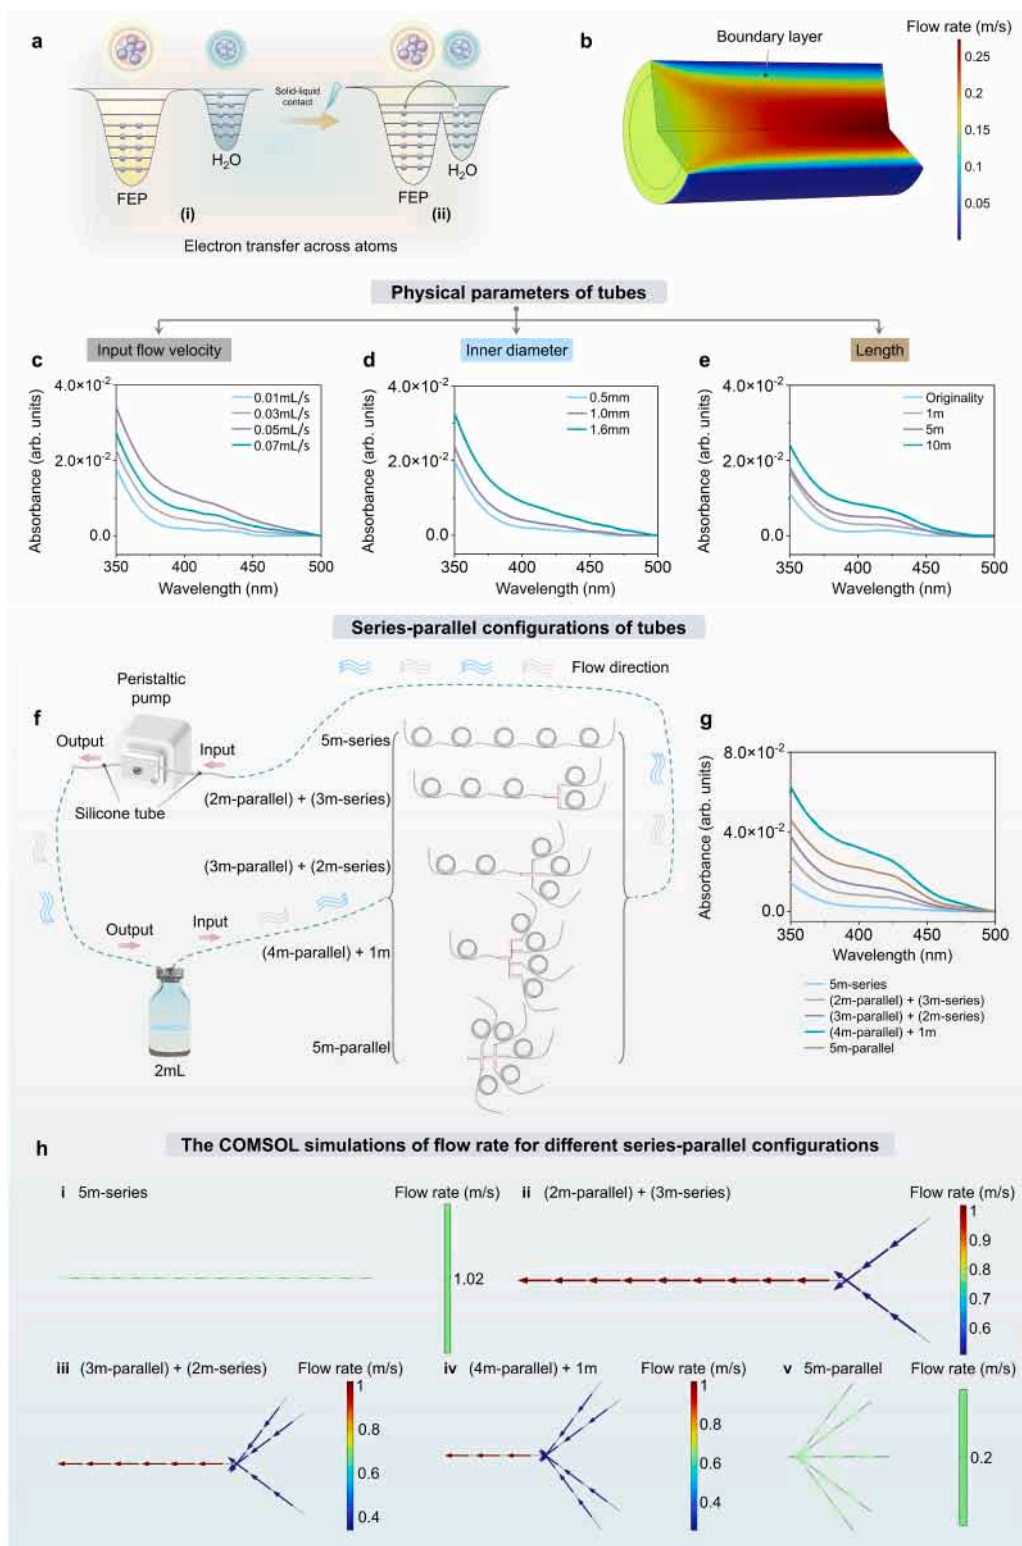 a
Solid-liquid
contact
H₂O
FEP
H₂O
FEP
(i)
(ii)
Electron transfer across atoms
b
Boundary layer
Flow rate (m/s)
0.25
0.2
0.15
0.1
0.05
Physical parameters of tubes
c
Input flow velocity
Absorbance (arb. units)
4.0×10⁻²
2.0×10⁻²
0.0
350
400
450
500
Wavelength (nm)
0.01mL/s
0.03mL/s
0.05mL/s
0.07mL/s
d
Inner diameter
Absorbance (arb. units)
4.0×10⁻²
2.0×10⁻²
0.0
350
400
450
500
Wavelength (nm)
0.5mm
1.0mm
1.6mm
e
Length
Absorbance (arb. units)
4.0×10⁻²
2.0×10⁻²
0.0
350
400
450
500
Wavelength (nm)
Originality
1m
5m
10m
Series-parallel configurations of tubes
f
Flow direction
Peristaltic
pump
Output
Input
Silicone tube
5m-series
(2m-parallel) + (3m-series)
(3m-parallel) + (2m-series)
(4m-parallel) + 1m
5m-parallel
Output
Input
2mL
g
Absorbance (arb. units)
8.0×10⁻²
4.0×10⁻²
0.0
350
400
450
500
Wavelength (nm)
5m-series
(2m-parallel) + (3m-series)
(3m-parallel) + (2m-series)
(4m-parallel) + 1m
5m-parallel
h
The COMSOL simulations of flow rate for different series-parallel configurations
i 5m-series
Flow rate (m/s)
1.02
ii (2m-parallel) + (3m-series)
Flow rate (m/s)
1
0.9
0.8
0.7
0.6
iii (3m-parallel) + (2m-series)
Flow rate (m/s)
1
0.8
0.6
0.4
iv (4m-parallel) + 1m
Flow rate (m/s)
1
0.8
0.6
0.4
v 5m-parallel
Flow rate (m/s)
0.2